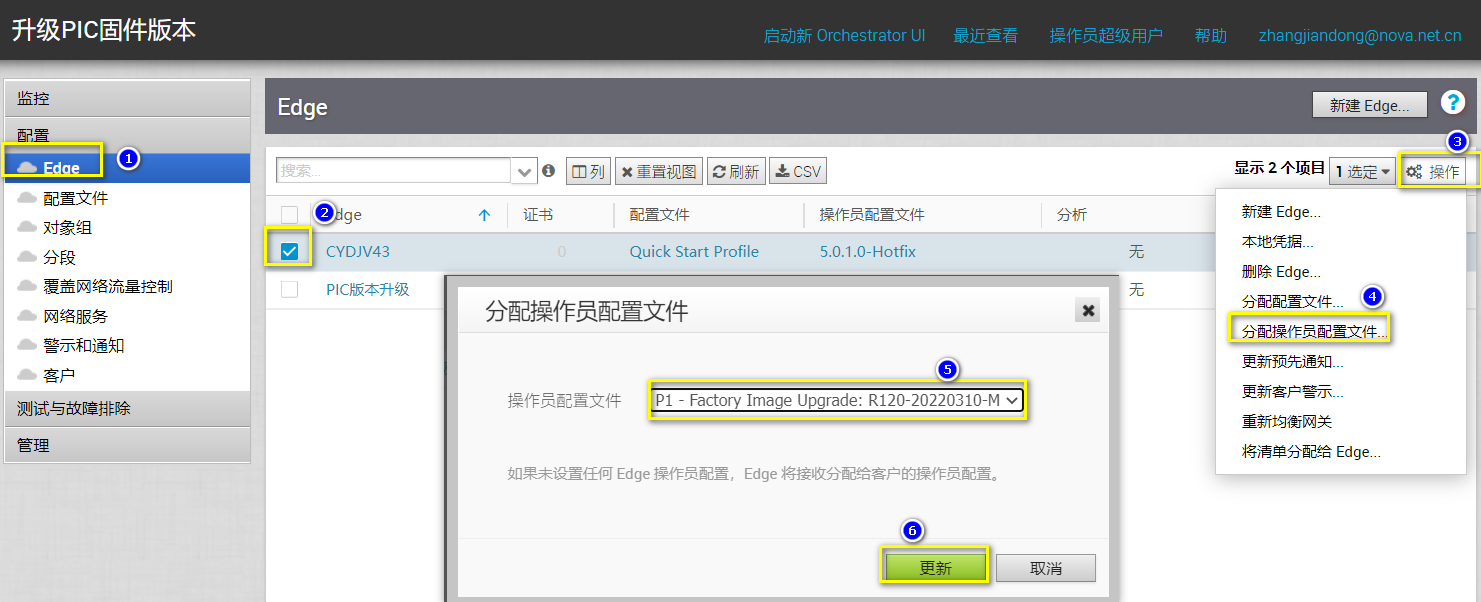 升级PIC固件版本
启动新 Orchestrator UI 最近查看 操作员超级用户 帮助 zhangjiandong@nova.net.cn
监控
配置
Edge 1
配置文件
对象组
分段
覆盖网络流量控制
网络服务
警示和通知
客户
测试与故障排除
管理
Edge
新建 Edge... ?
3
搜索... 列 重置视图 刷新 CSV 显示 2 个项目 1 选定 操作
2 dge 证书 配置文件 操作员配置文件 分析
CYDJV43 0 Quick Start Profile 5.0.1.0-Hotfix 无
PIC版本升级 无
新建 Edge...
本地凭据...
删除 Edge...
分配配置文件... 4
分配操作员配置文件...
更新预先通知...
更新客户警示...
重新均衡网关
将清单分配给 Edge...
分配操作员配置文件
5
操作员配置文件 P1 - Factory Image Upgrade: R120-20220310-M
如果未设置任何 Edge 操作员配置，Edge 将接收分配给客户的操作员配置。
6
更新 取消